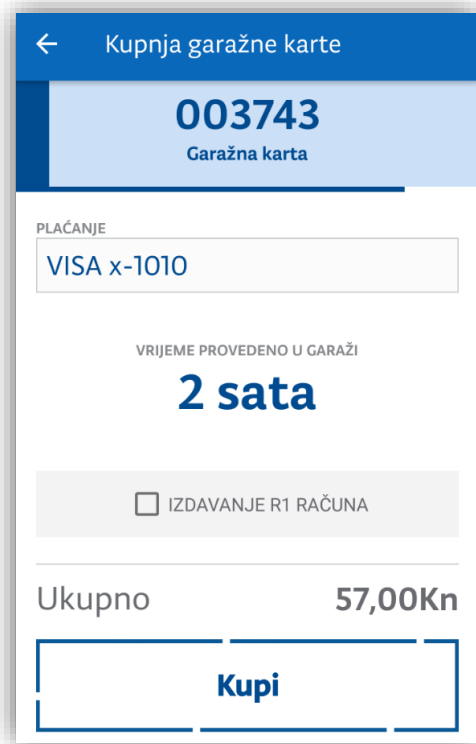 Kupnja garažne karte
003743
Garažna karta
PLAĆANJE
VISA x-1010
VRIJEME PROVEDENO U GARAŽI
2 sata
IZDAVANJE R1 RAČUNA
Ukupno 57,00Kn
Kupi